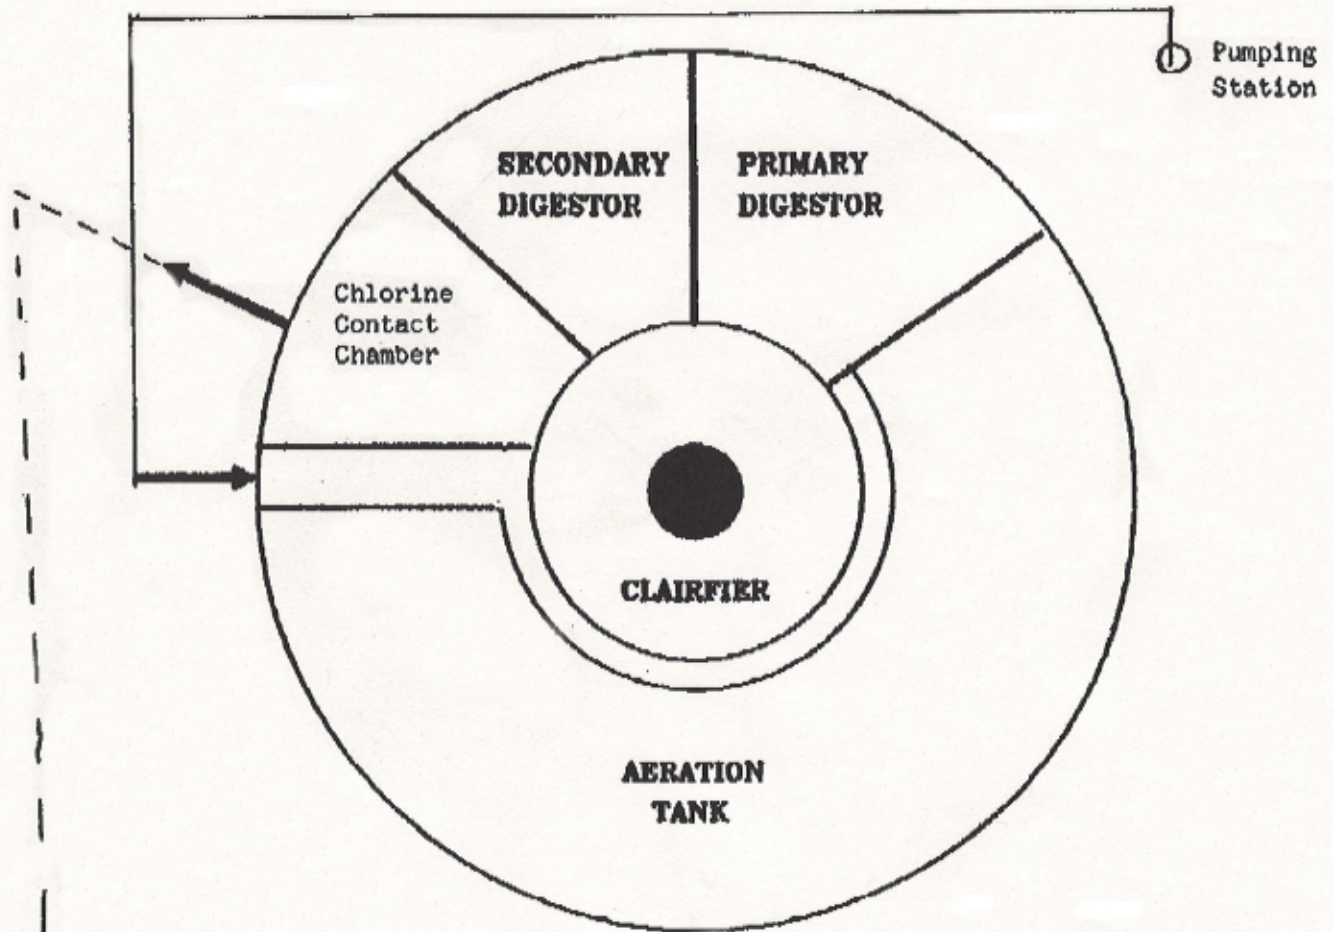 Pumping
Station
SECONDARY
DIGESTOR
PRIMARY
DIGESTOR
Chlorine
Contact
Chamber
CLAIRFIER
AERATION
TANK